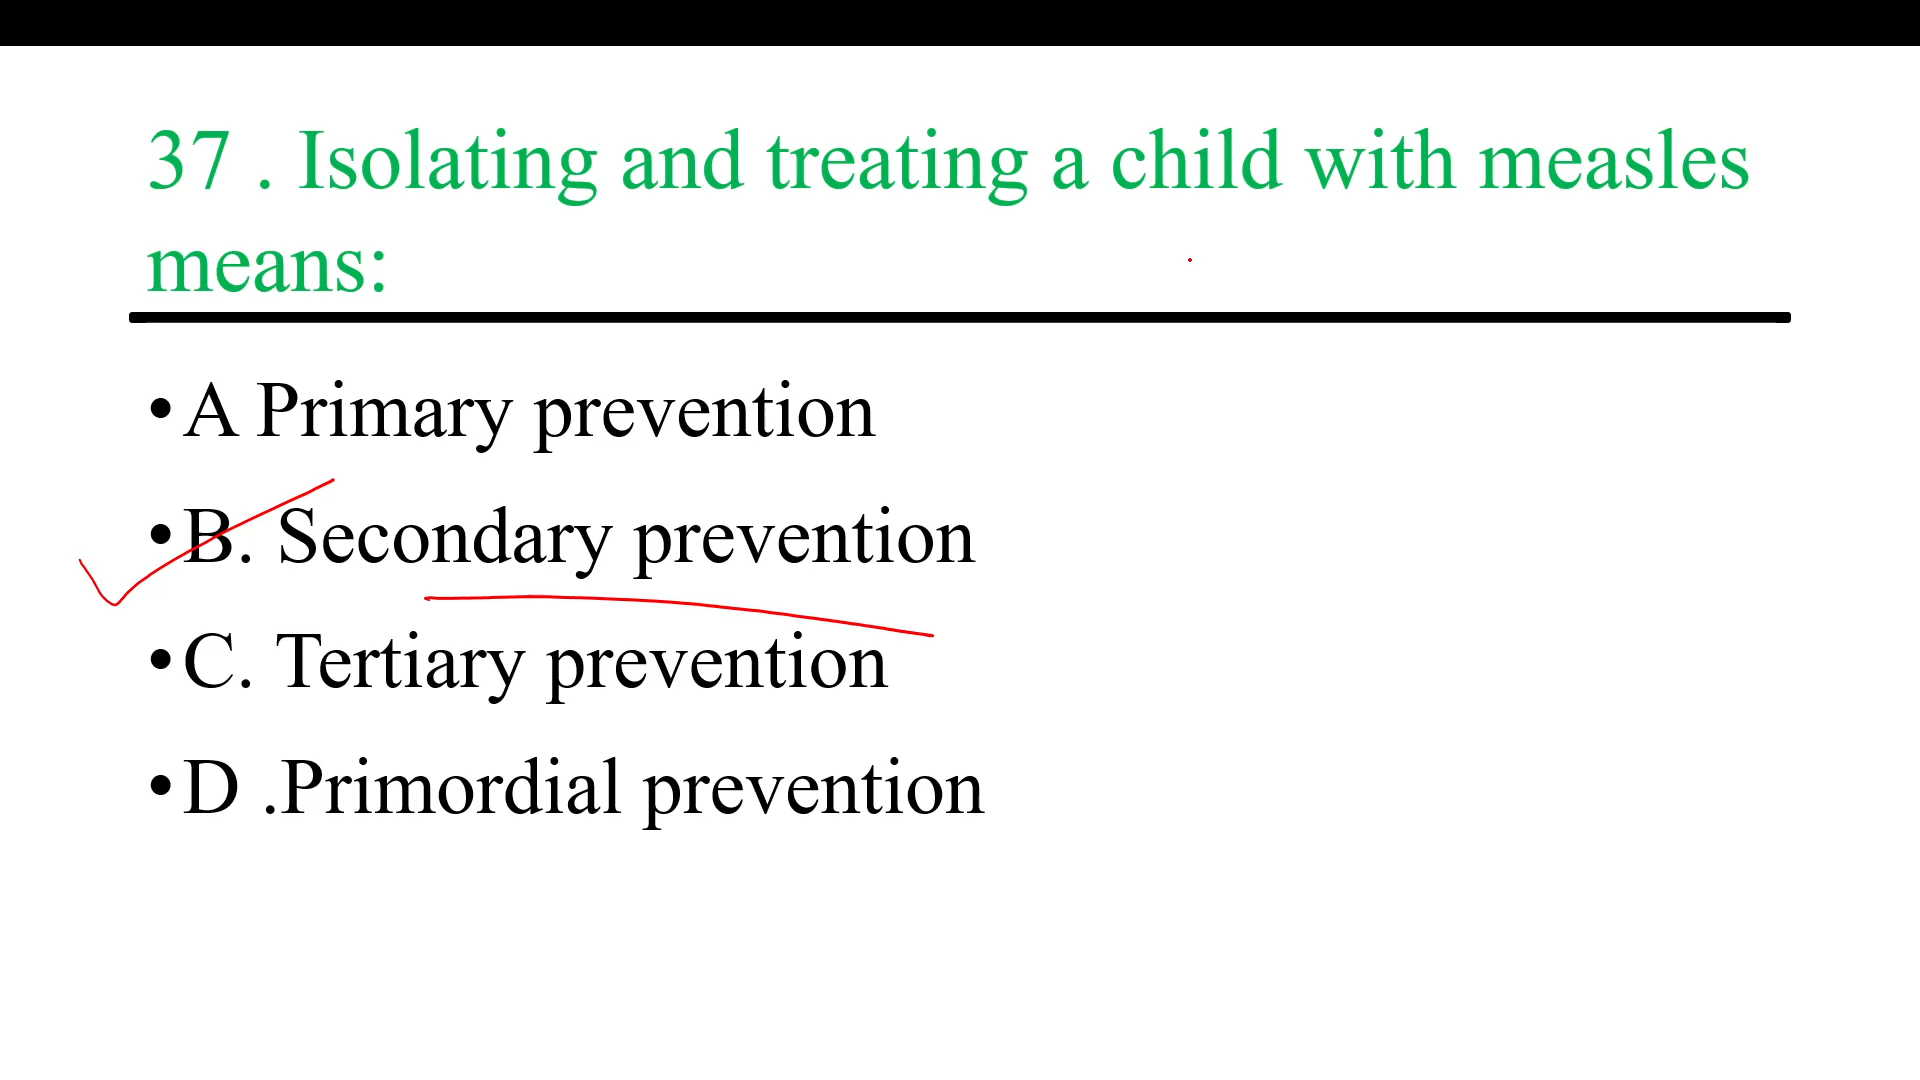 37 . Isolating and treating a child with measles
means:
•A Primary prevention
•B. Secondary prevention
•C. Tertiary prevention
•D .Primordial prevention